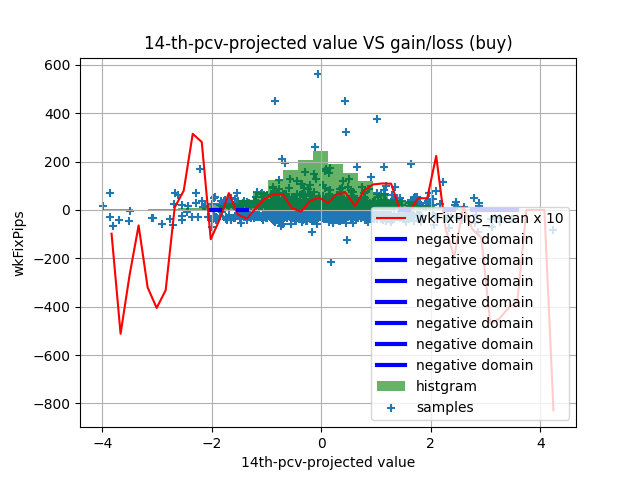 14-th-pcv-projected value VS gain/loss (buy)
600
400
200
0
−200
−400
−600
−800
wkFixPips
wkFixPips_mean x 10
negative domain
negative domain
negative domain
negative domain
negative domain
negative domain
negative domain
histgram
samples
−4
−2
0
2
4
14th-pcv-projected value